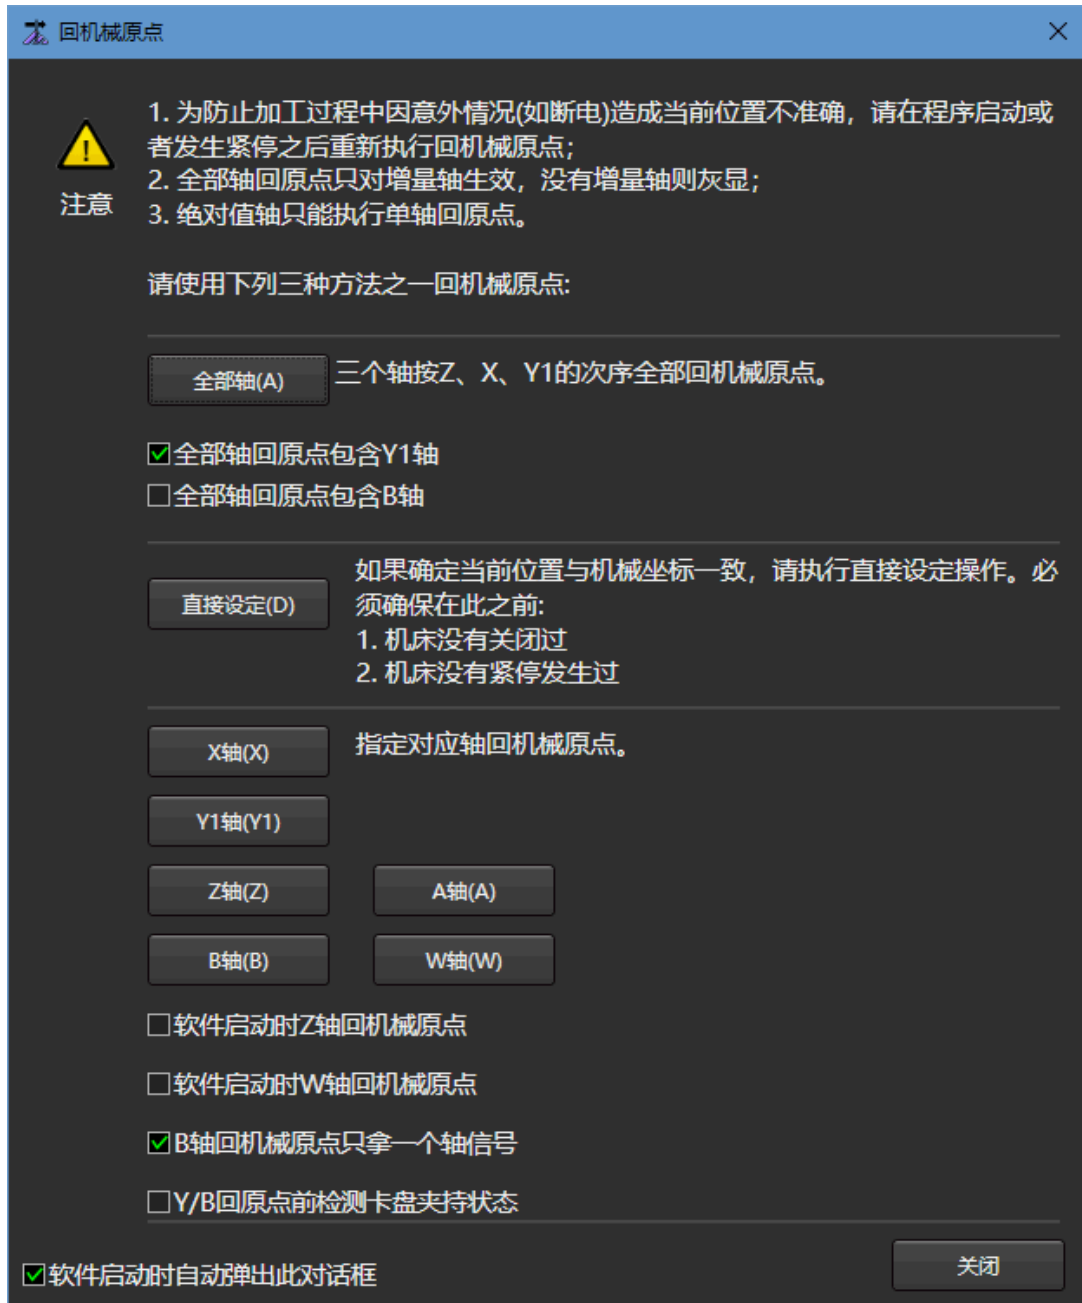 回机械原点
1. 为防止加工过程中因意外情况(如断电)造成当前位置不准确，请在程序启动或
者发生紧停之后重新执行回机械原点；
2. 全部轴回原点只对增量轴生效，没有增量轴则灰显；
3. 绝对值轴只能执行单轴回原点。
注意
请使用下列三种方法之一回机械原点:
全部轴(A)
三个轴按Z、X、Y1的次序全部回机械原点。
全部轴回原点包含Y1轴
全部轴回原点包含B轴
直接设定(D)
如果确定当前位置与机械坐标一致，请执行直接设定操作。必
须确保在此之前:
1. 机床没有关闭过
2. 机床没有紧停发生过
X轴(X)
指定对应轴回机械原点。
Y1轴(Y1)
Z轴(Z)
A轴(A)
B轴(B)
W轴(W)
软件启动时Z轴回机械原点
软件启动时W轴回机械原点
B轴回机械原点只拿一个轴信号
Y/B回原点前检测卡盘夹持状态
软件启动时自动弹出此对话框
关闭